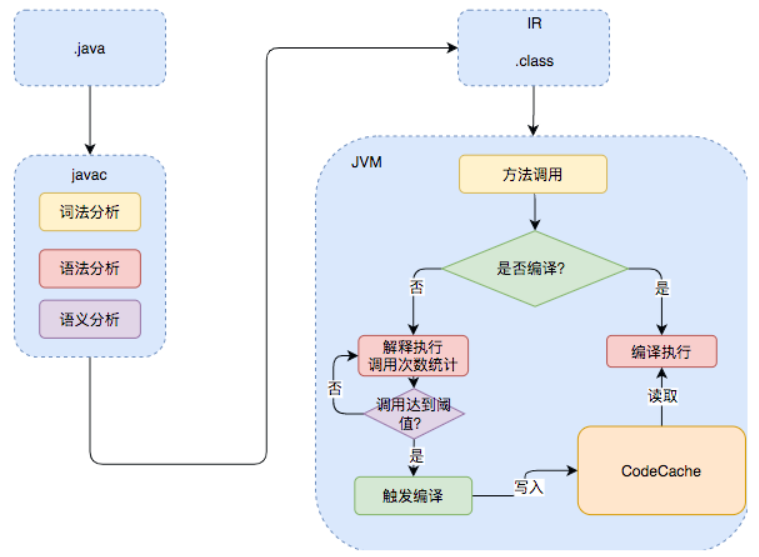 .java
javac
词法分析
语法分析
语义分析
IR
.class
JVM
方法调用
是否编译?
否
是
解释执行
调用次数统计
编译执行
否
调用达到阈
值?
读取
是
触发编译
写入
CodeCache